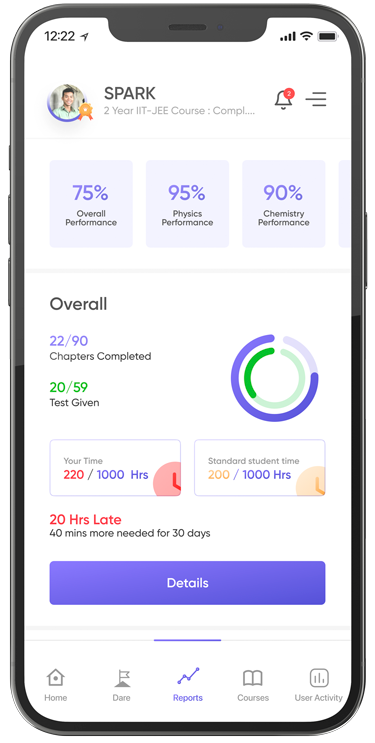 12:22
SPARK
2 Year IIT-JEE Course : Compl....
2
75%
Overall
Performance
95%
Physics
Performance
90%
Chemistry
Performance
Overall
22/90
Chapters Completed
20/59
Test Given
Your Time
220 / 1000 Hrs
Standard student time
200 / 1000 Hrs
20 Hrs Late
40 mins more needed for 30 days
Details
Home
Dare
Reports
Courses
User Activity